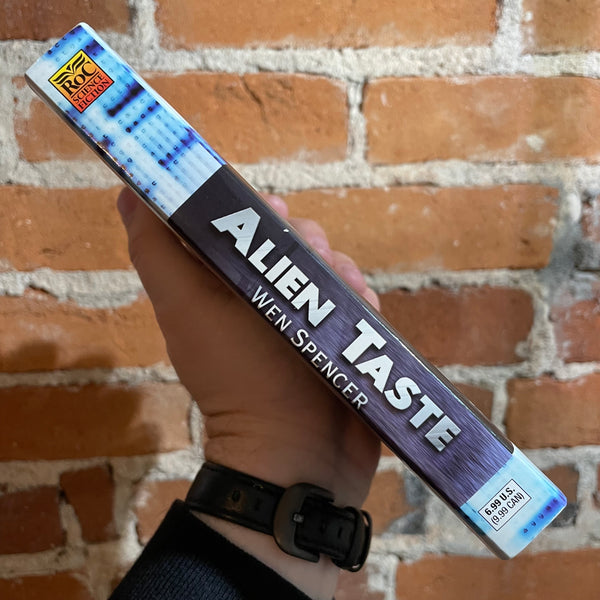 ROC
SCIENCE
FICTION
ALIEN TASTE
WEN SPENCER
6.99 U.S.
(9.99 CAN)